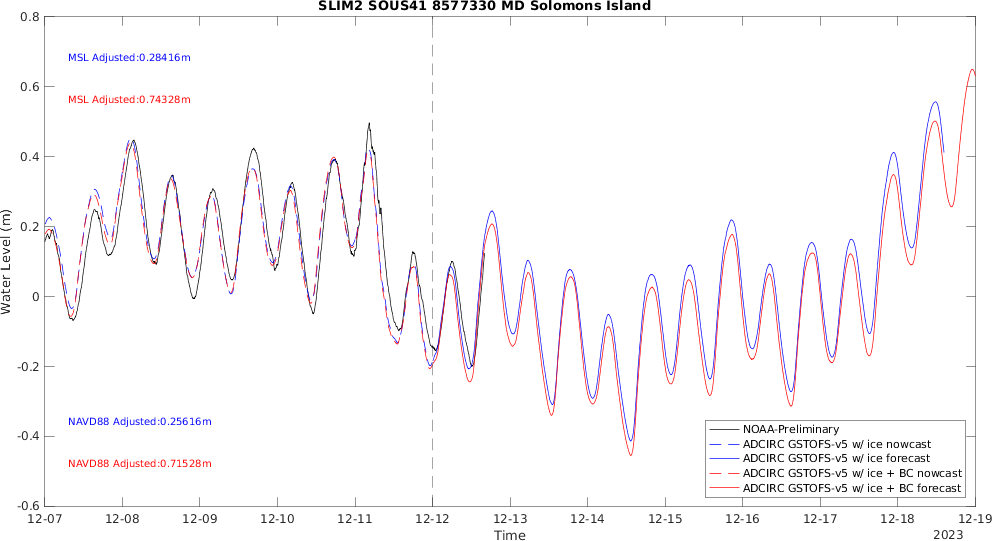 SLIM2 SOUS41 8577330 MD Solomons Island
0.8
0.6
0.4
0.2
0
-0.2
-0.4
-0.6
Water Level (m)
MSL Adjusted:0.28416m
MSL Adjusted:0.74328m
NAVD88 Adjusted:0.25616m
NAVD88 Adjusted:0.71528m
NOAA-Preliminary
ADCIRC GSTOFS-v5 w/ ice nowcast
ADCIRC GSTOFS-v5 w/ ice forecast
ADCIRC GSTOFS-v5 w/ ice + BC nowcast
ADCIRC GSTOFS-v5 w/ ice + BC forecast
12-07 12-08 12-09 12-10 12-11 12-12 12-13 12-14 12-15 12-16 12-17 12-18 12-19
Time
2023